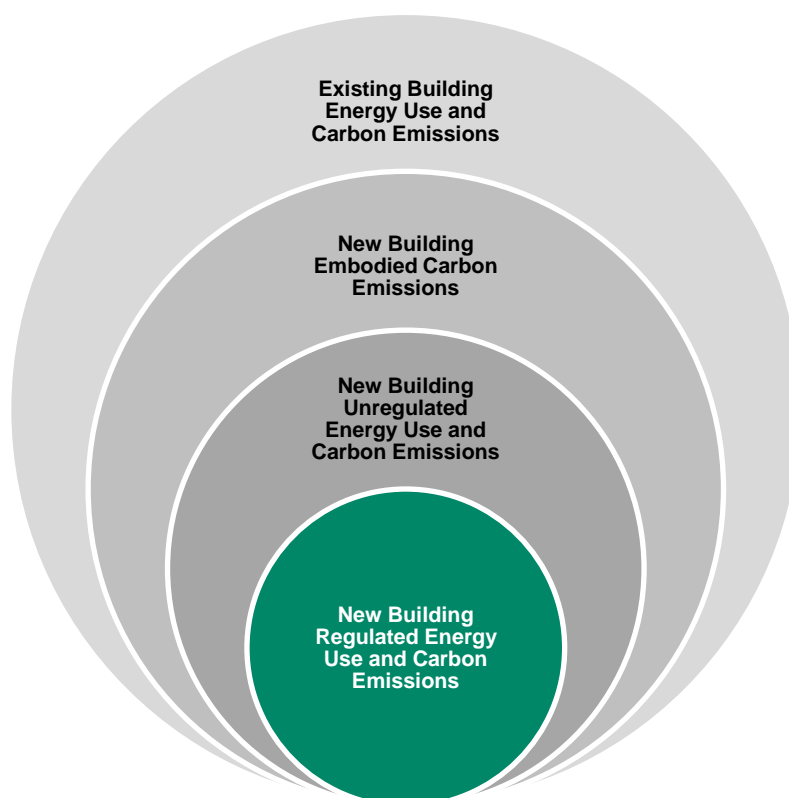 Existing Building
Energy Use and
Carbon Emissions
New Building
Embodied Carbon
Emissions
New Building
Unregulated
Energy Use and
Carbon Emissions
New Building
Regulated Energy
Use and Carbon
Emissions